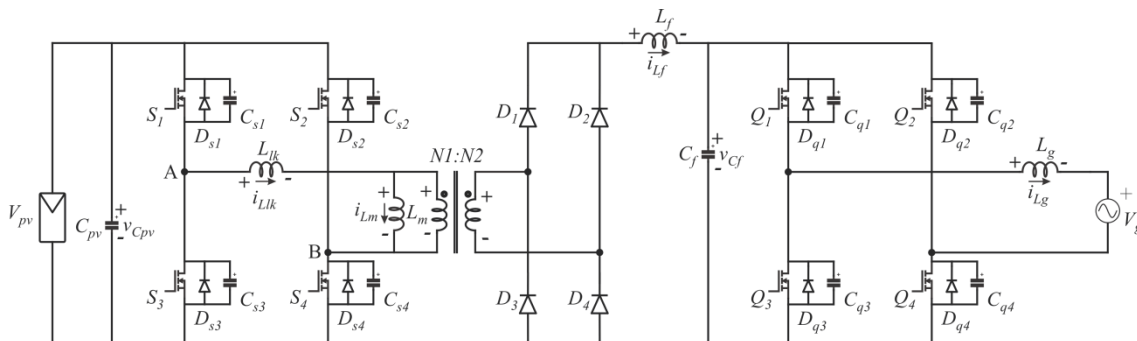 L_f
+ -
i_Lf
S_1 C_s1 D_s1
S_2 C_s2 D_s2
D_1 D_2
Q_1 C_q1 D_q1
Q_2 C_q2 D_q2
L_lk
A
+ -
i_Llk
N1:N2
C_f + v_Cf -
L_g
+ -
i_Lg
V_pv
C_pv + v_Cpv -
i_Lm + L_m -
+ -
+ -
+
V_g
B
S_3 C_s3 D_s3
S_4 C_s4 D_s4
D_3 D_4
Q_3 C_q3 D_q3
Q_4 C_q4 D_q4